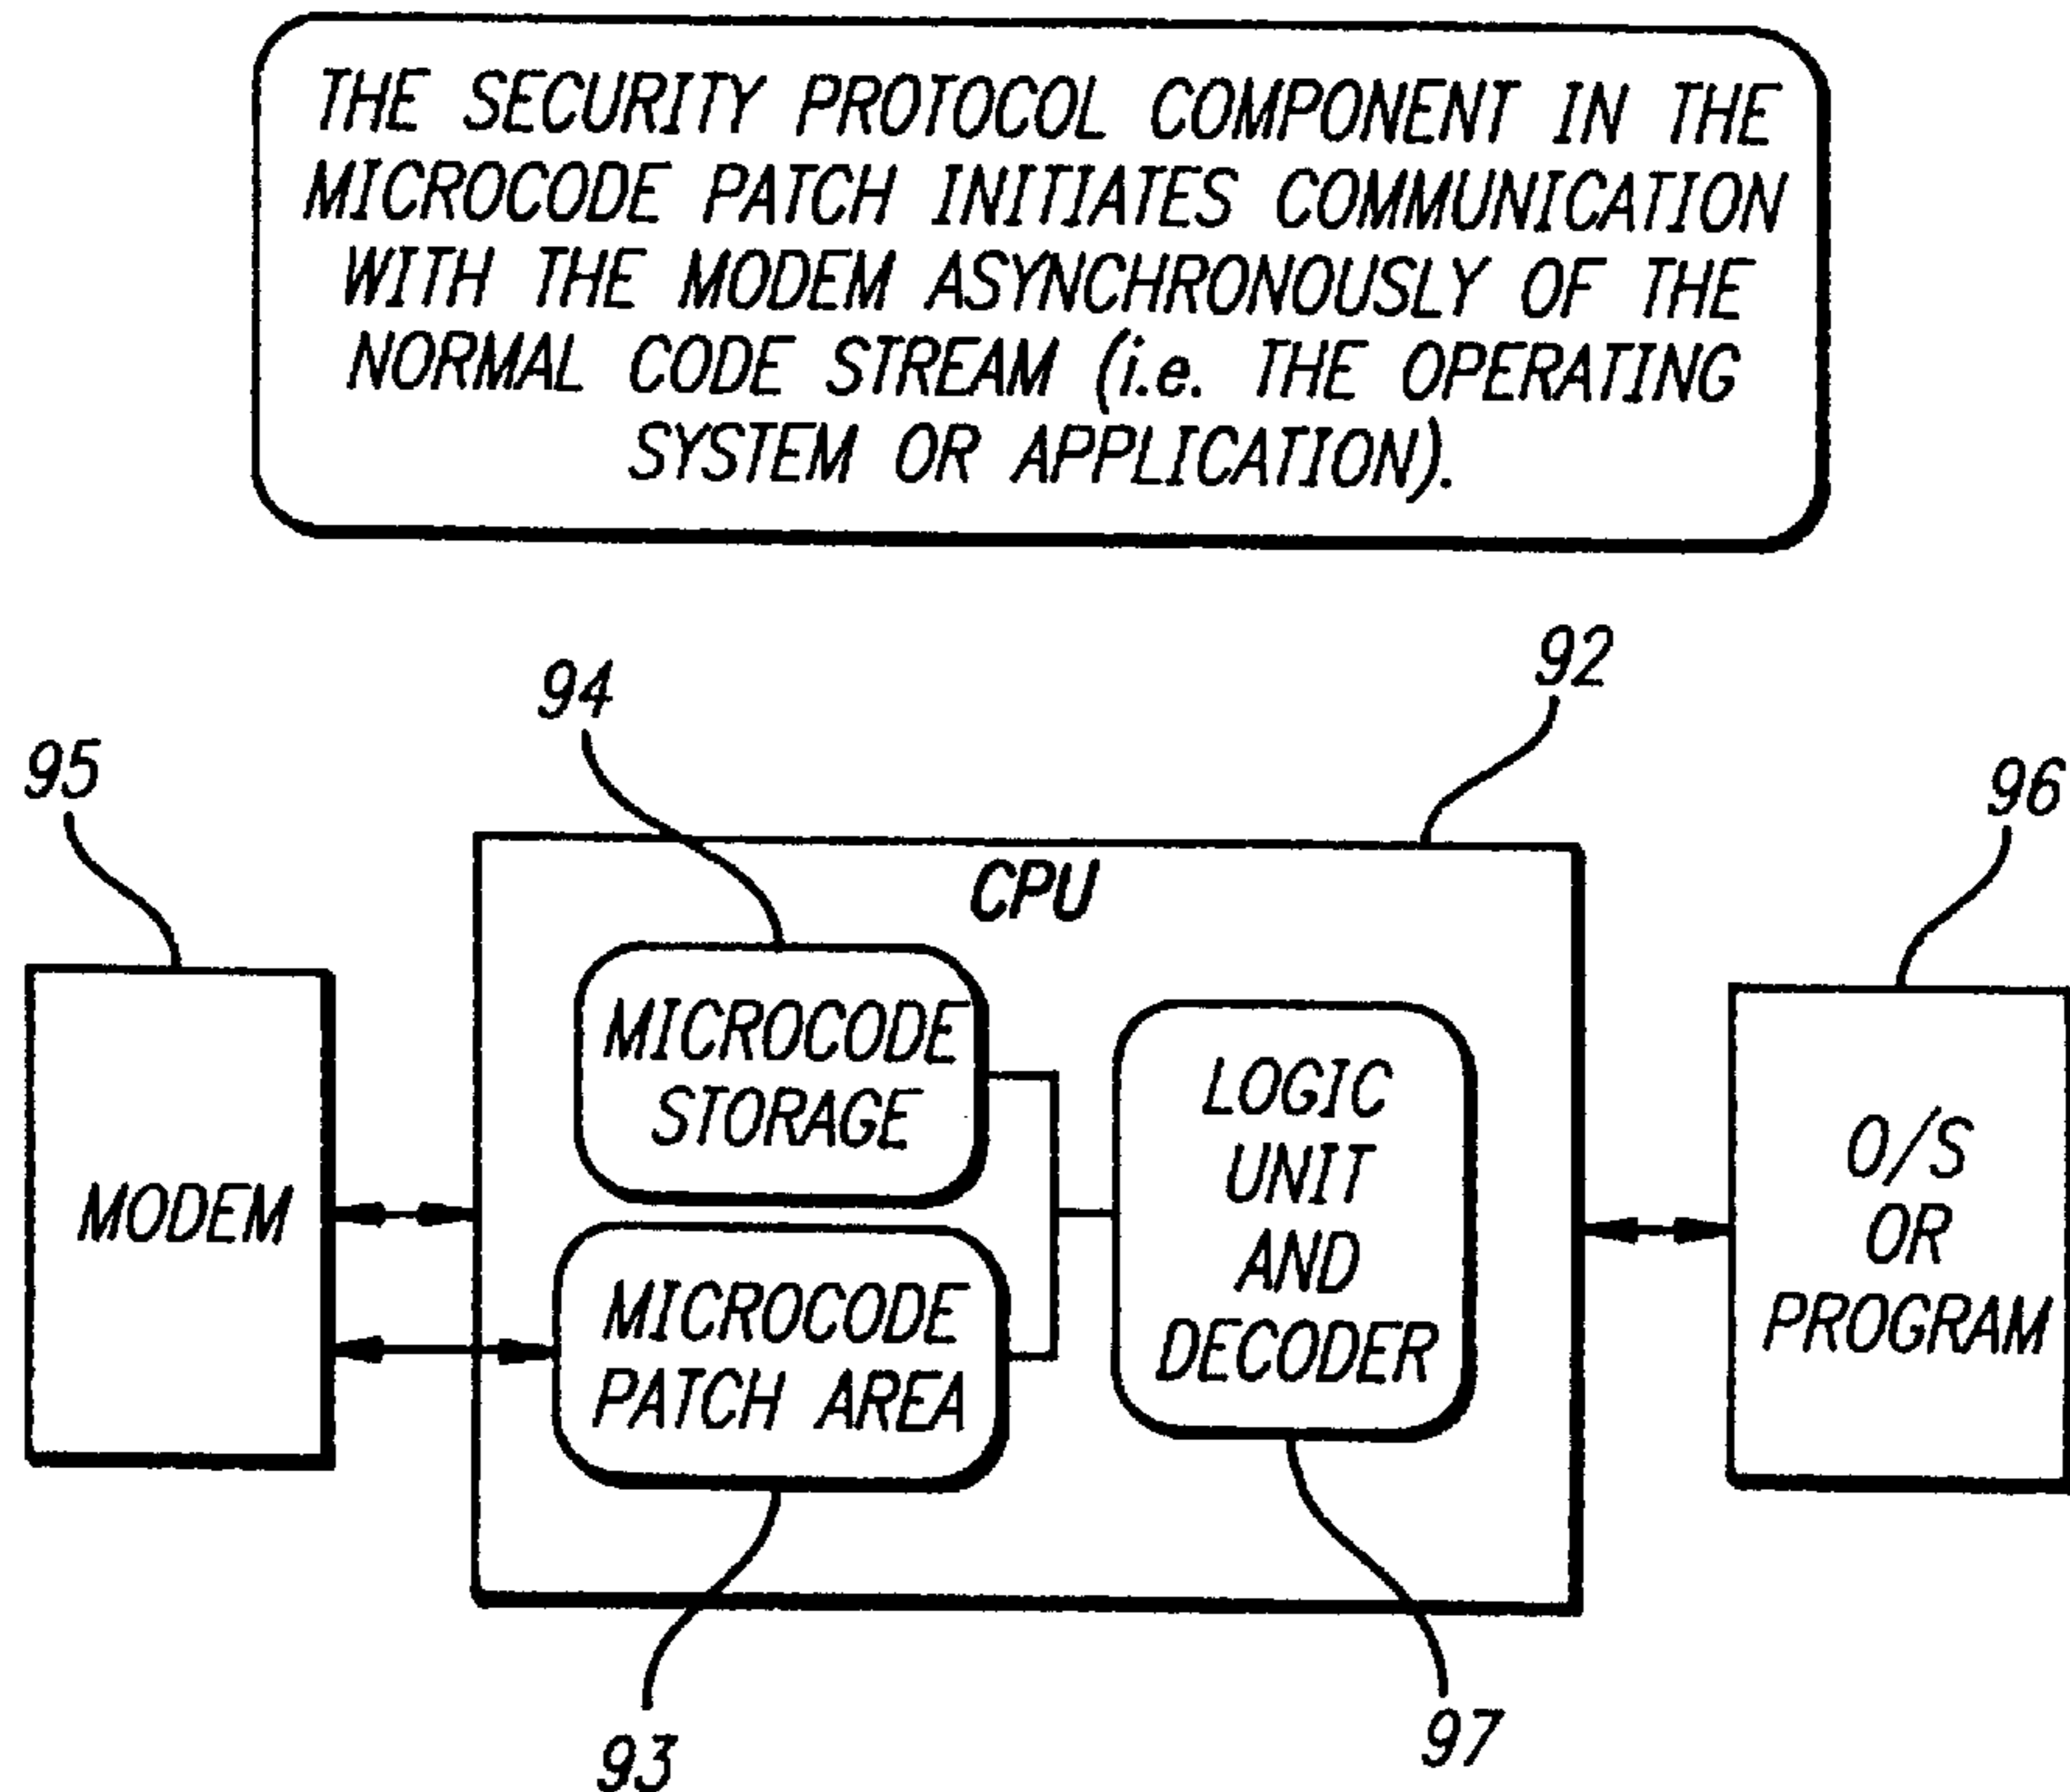 THE SECURITY PROTOCOL COMPONENT IN THE
MICROCODE PATCH INITIATES COMMUNICATION
WITH THE MODEM ASYNCHRONOUSLY OF THE
NORMAL CODE STREAM (i.e. THE OPERATING
SYSTEM OR APPLICATION).
92
94
95
96
CPU
MICROCODE
STORAGE
LOGIC
UNIT
AND
DECODER
MODEM
O/S
OR
PROGRAM
MICROCODE
PATCH AREA
93
97